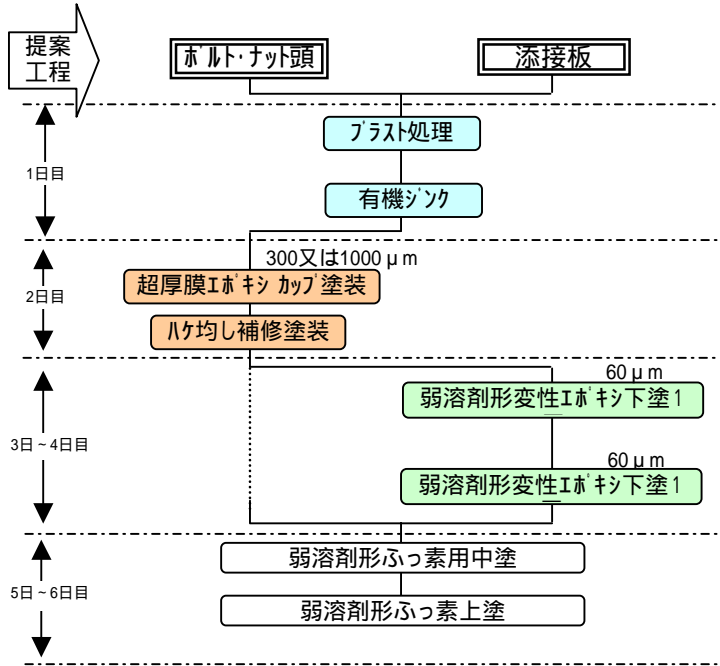 提案
工程
ﾎﾞﾙﾄ・ﾅｯﾄ頭
添接板
ﾌﾞﾗｽﾄ処理
1日目
有機ｼﾞﾝｸ
300又は1000μm
超厚膜ｴﾎﾟｷｼ ｶｯﾌﾟ塗装
2日目
ﾊｹ均し補修塗装
60μm
弱溶剤形変性ｴﾎﾟｷｼ下塗1
3日~4日目
60μm
弱溶剤形変性ｴﾎﾟｷｼ下塗1
弱溶剤形ふっ素用中塗
5日~6日目
弱溶剤形ふっ素上塗